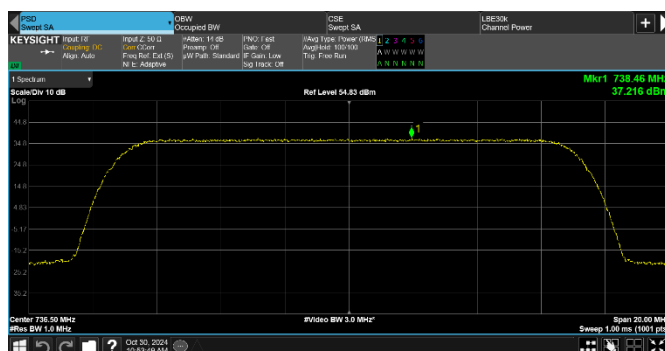 PSD
Swept SA
OBW
Occupied BW
CSE
Swept SA
LBE30k
Channel Power
KEYSIGHT
Input: RF
Coupling: DC
Align: Auto
Input Z: 50 Ω
Corr CCorr
Freq Ref: Ext (S)
NFE: Adaptive
#Atten: 14 dB
Preamp: Off
µW Path: Standard
PNO: Fast
Gate: Off
IF Gain: Low
Sig Track: Off
#Avg Type: Power (RMS
Avg|Hold: 100/100
Trig: Free Run
1 2 3 4 5 6
A W W W W W
A N N N N N
1 Spectrum
Scale/Div 10 dB
Log
Ref Level 54.83 dBm
Mkr1 738.46 MHz
37.216 dBm
44.8
34.8
24.8
14.8
4.83
-5.17
-15.2
-25.2
-35.2
1
Center 736.50 MHz
#Res BW 1.0 MHz
#Video BW 3.0 MHz*
Span 20.00 MHz
Sweep 1.00 ms (1001 pts)
Oct 30, 2024